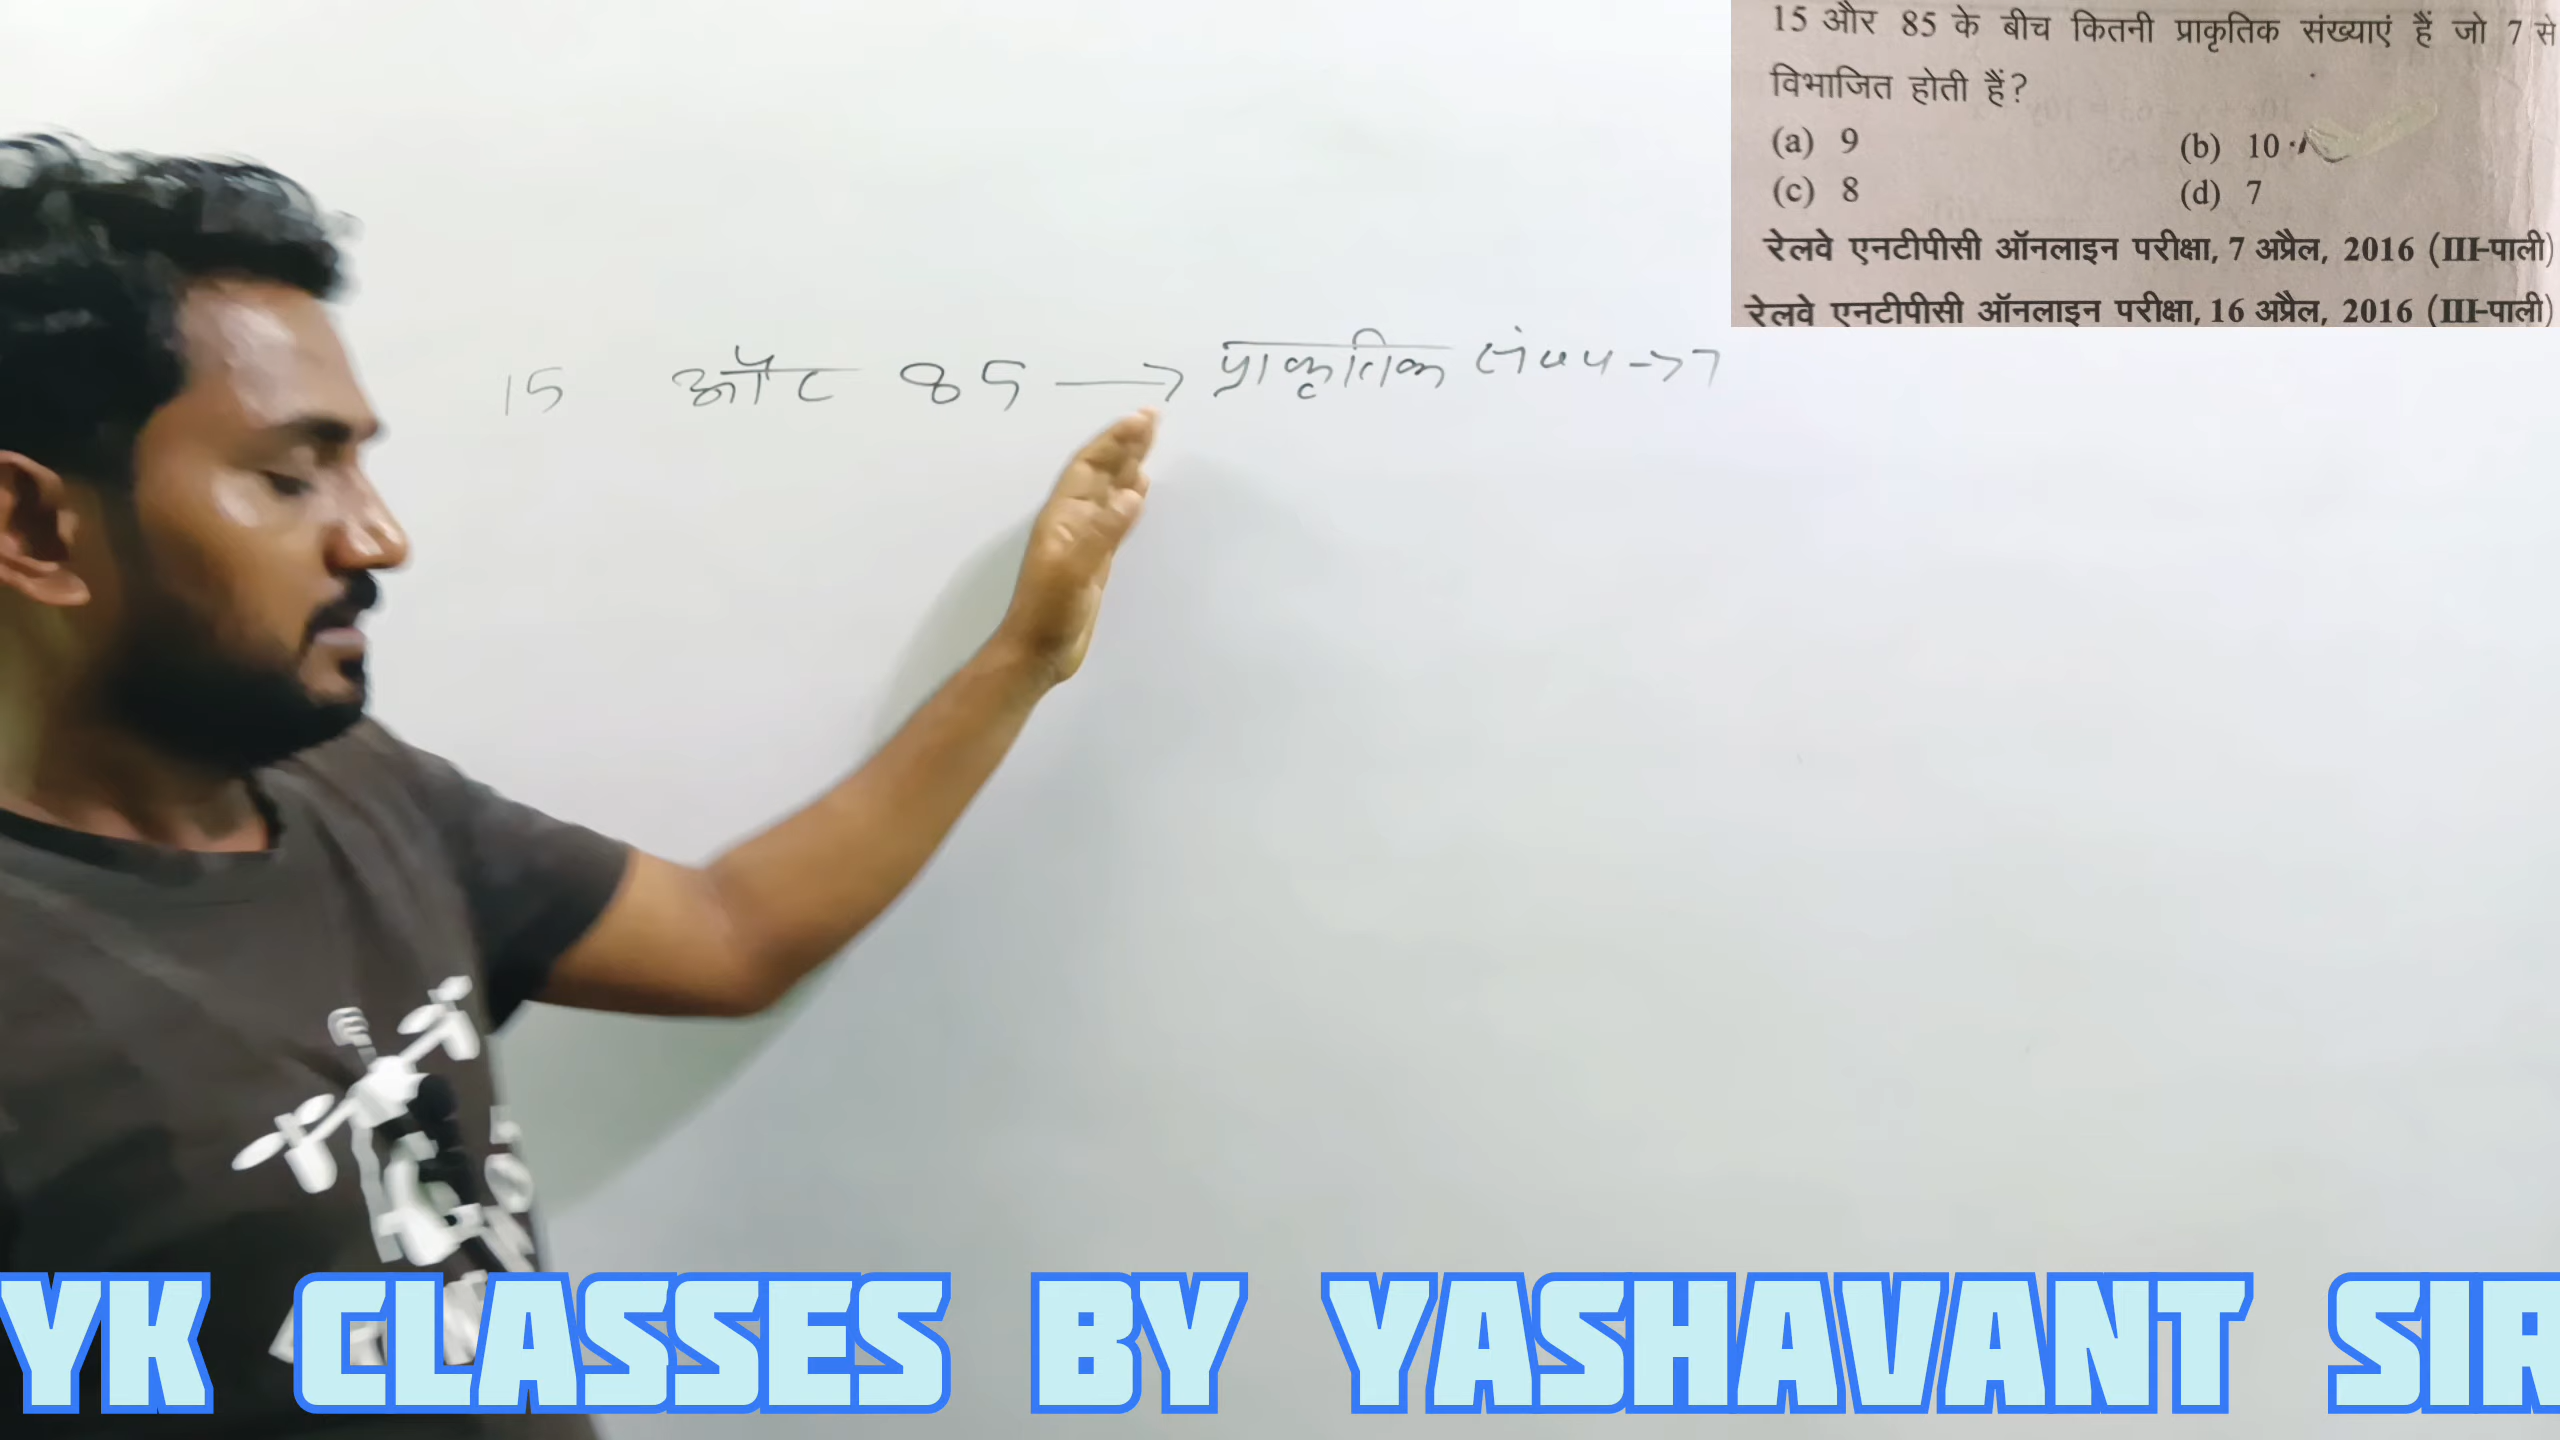 15 और 85 के बीच कितनी प्राकृतिक संख्याएं हैं जो 7 से
विभाजित होती हैं?
(a) 9 (b) 10
(c) 8 (d) 7
रेलवे एनटीपीसी ऑनलाइन परीक्षा, 7 अप्रैल, 2016 (III-पाली)
रेलवे एनटीपीसी ऑनलाइन परीक्षा, 16 अप्रैल, 2016 (III-पाली)
15 और 85 → प्राकृतिक → 7
YK CLASSES BY YASHAVANT SIR